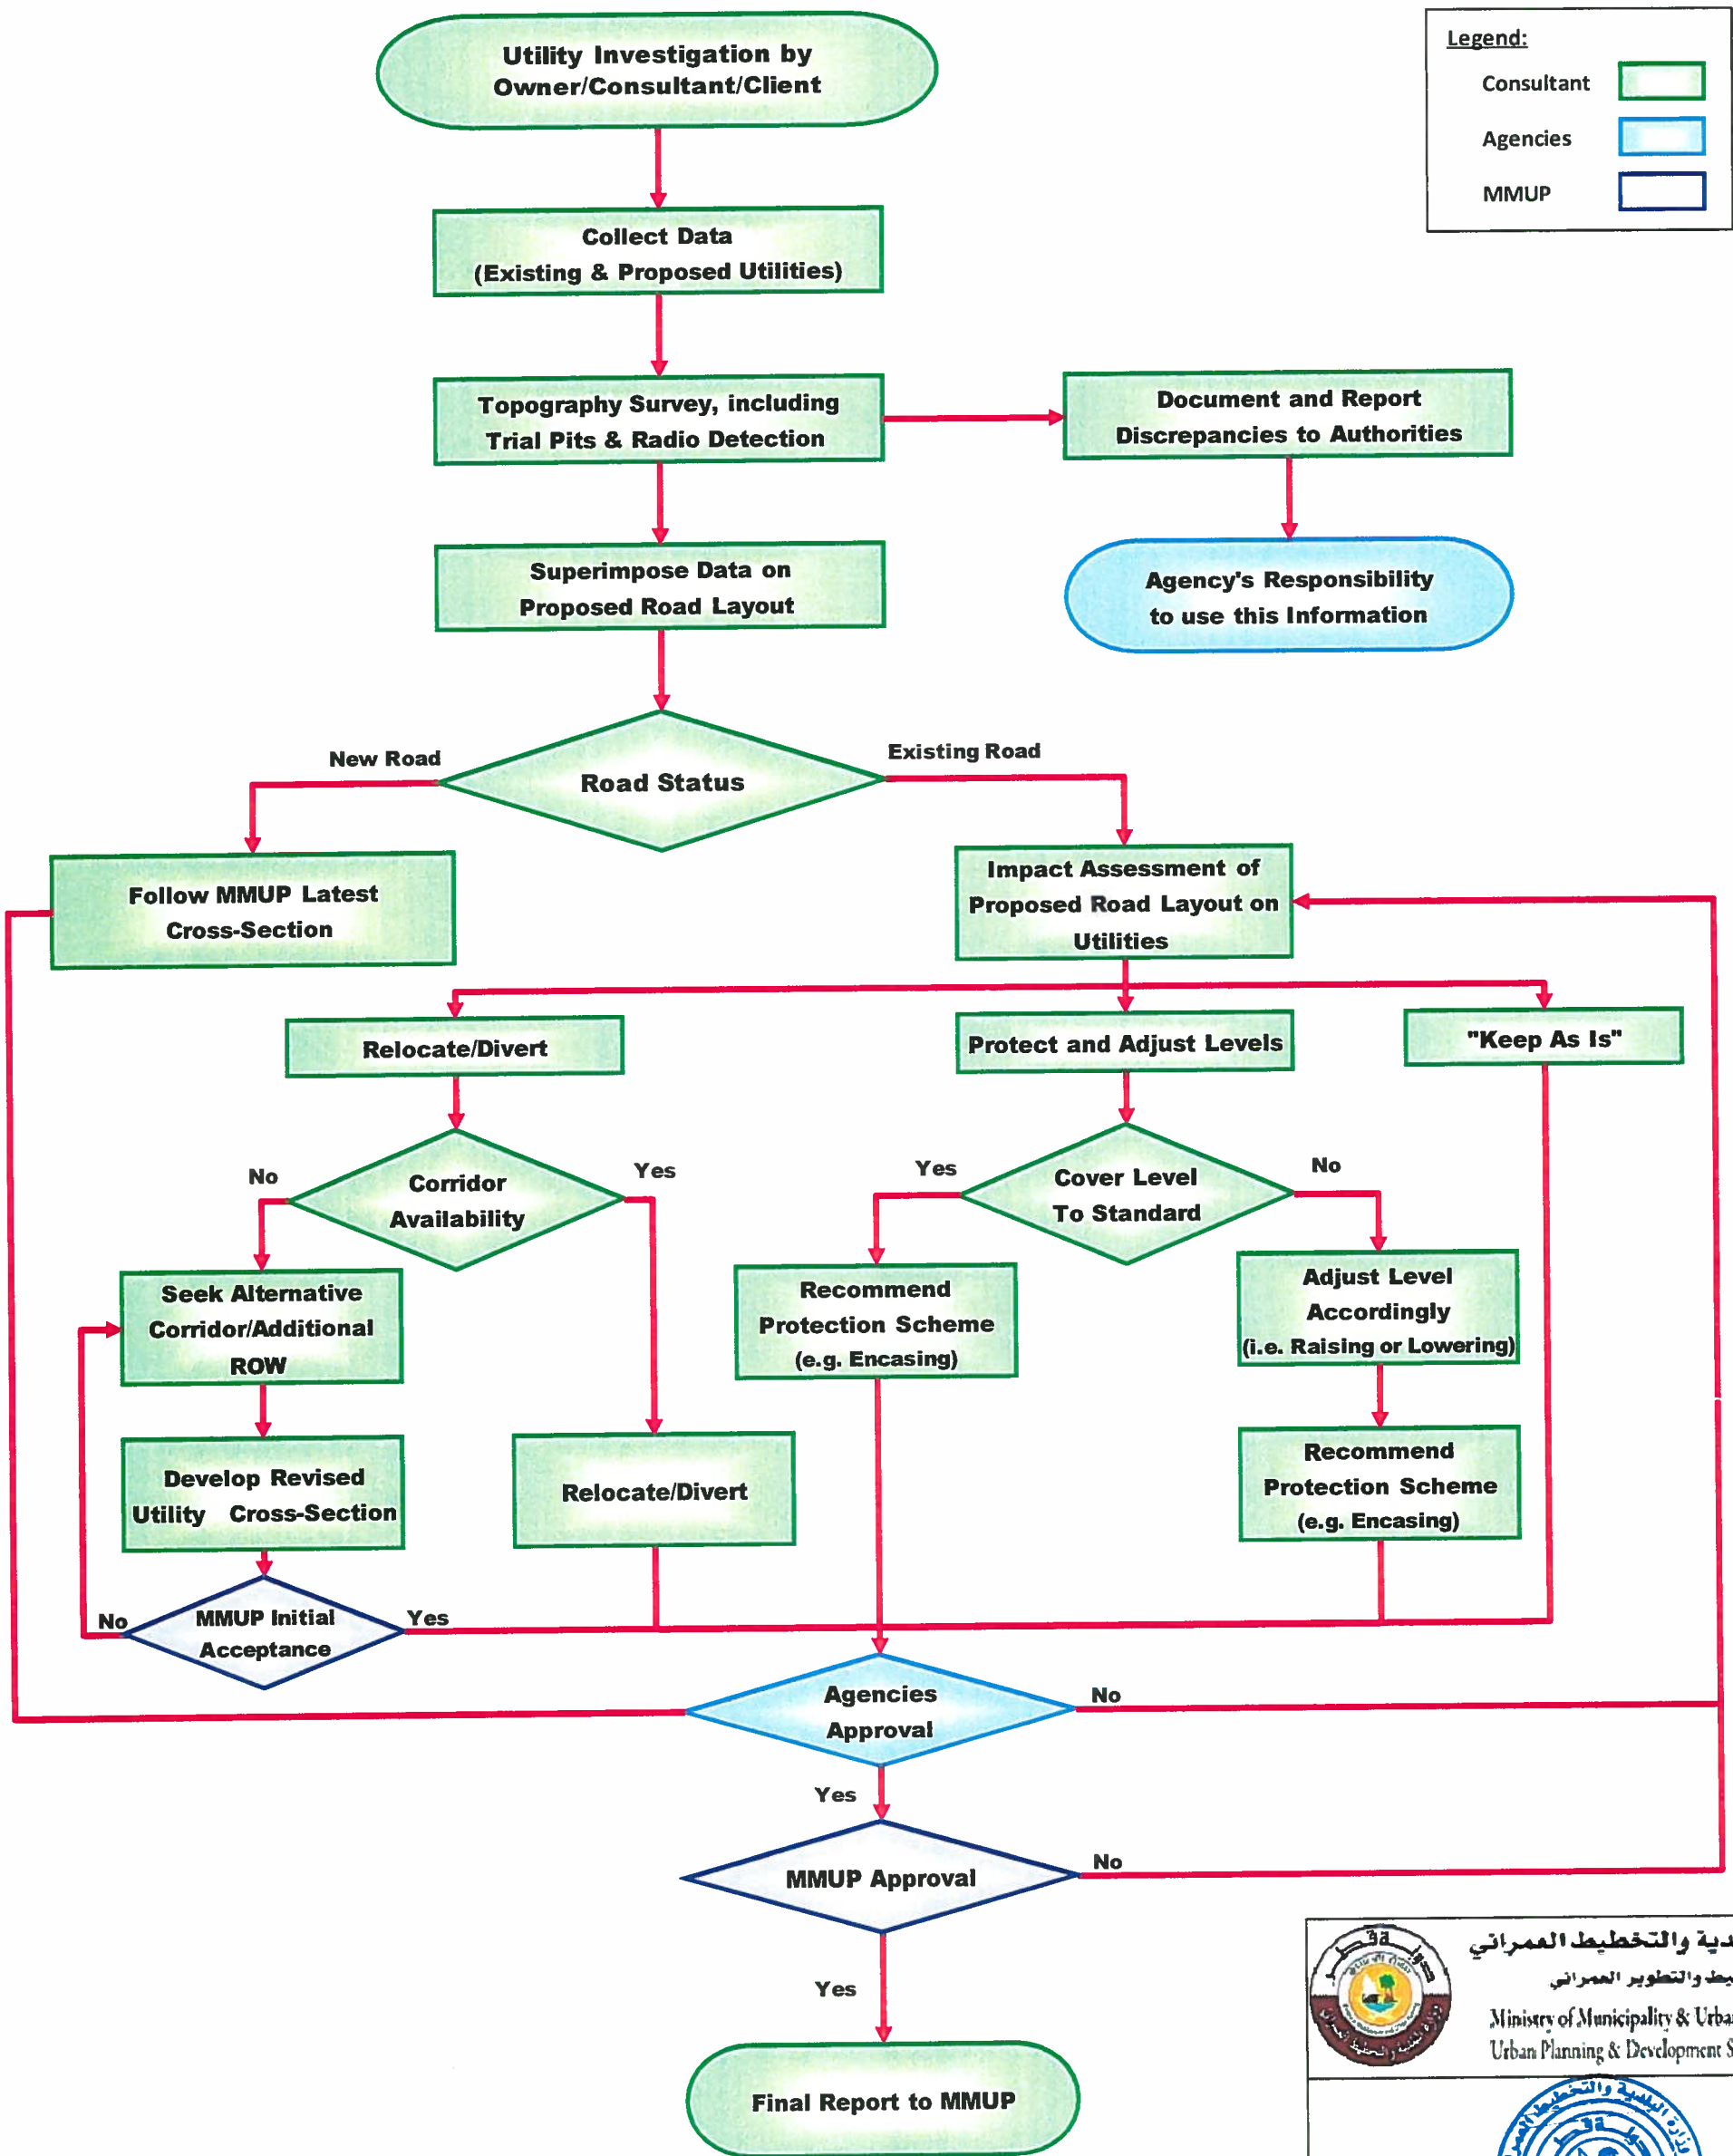 Utility Investigation by
Owner/Consultant/Client
Legend:
Consultant
Agencies
MMUP
Collect Data
(Existing & Proposed Utilities)
Topography Survey, including
Trial Pits & Radio Detection
Document and Report
Discrepancies to Authorities
Superimpose Data on
Proposed Road Layout
Agency's Responsibility
to use this Information
New Road
Road Status
Existing Road
Follow MMUP Latest
Cross-Section
Impact Assessment of
Proposed Road Layout on
Utilities
Relocate/Divert
Protect and Adjust Levels
"Keep As Is"
No
Corridor
Availability
Yes
Yes
Cover Level
To Standard
No
Seek Alternative
Corridor/Additional
ROW
Recommend
Protection Scheme
(e.g. Encasing)
Adjust Level
Accordingly
(i.e. Raising or Lowering)
Develop Revised
Utility Cross-Section
Relocate/Divert
Recommend
Protection Scheme
(e.g. Encasing)
No
MMUP Initial
Acceptance
Yes
Agencies
Approval
No
Yes
MMUP Approval
No
Yes
Final Report to MMUP
والتخطيط العمراني
والتطوير العمراني
Ministry of Municipality & Urba
Urban Planning & Development S